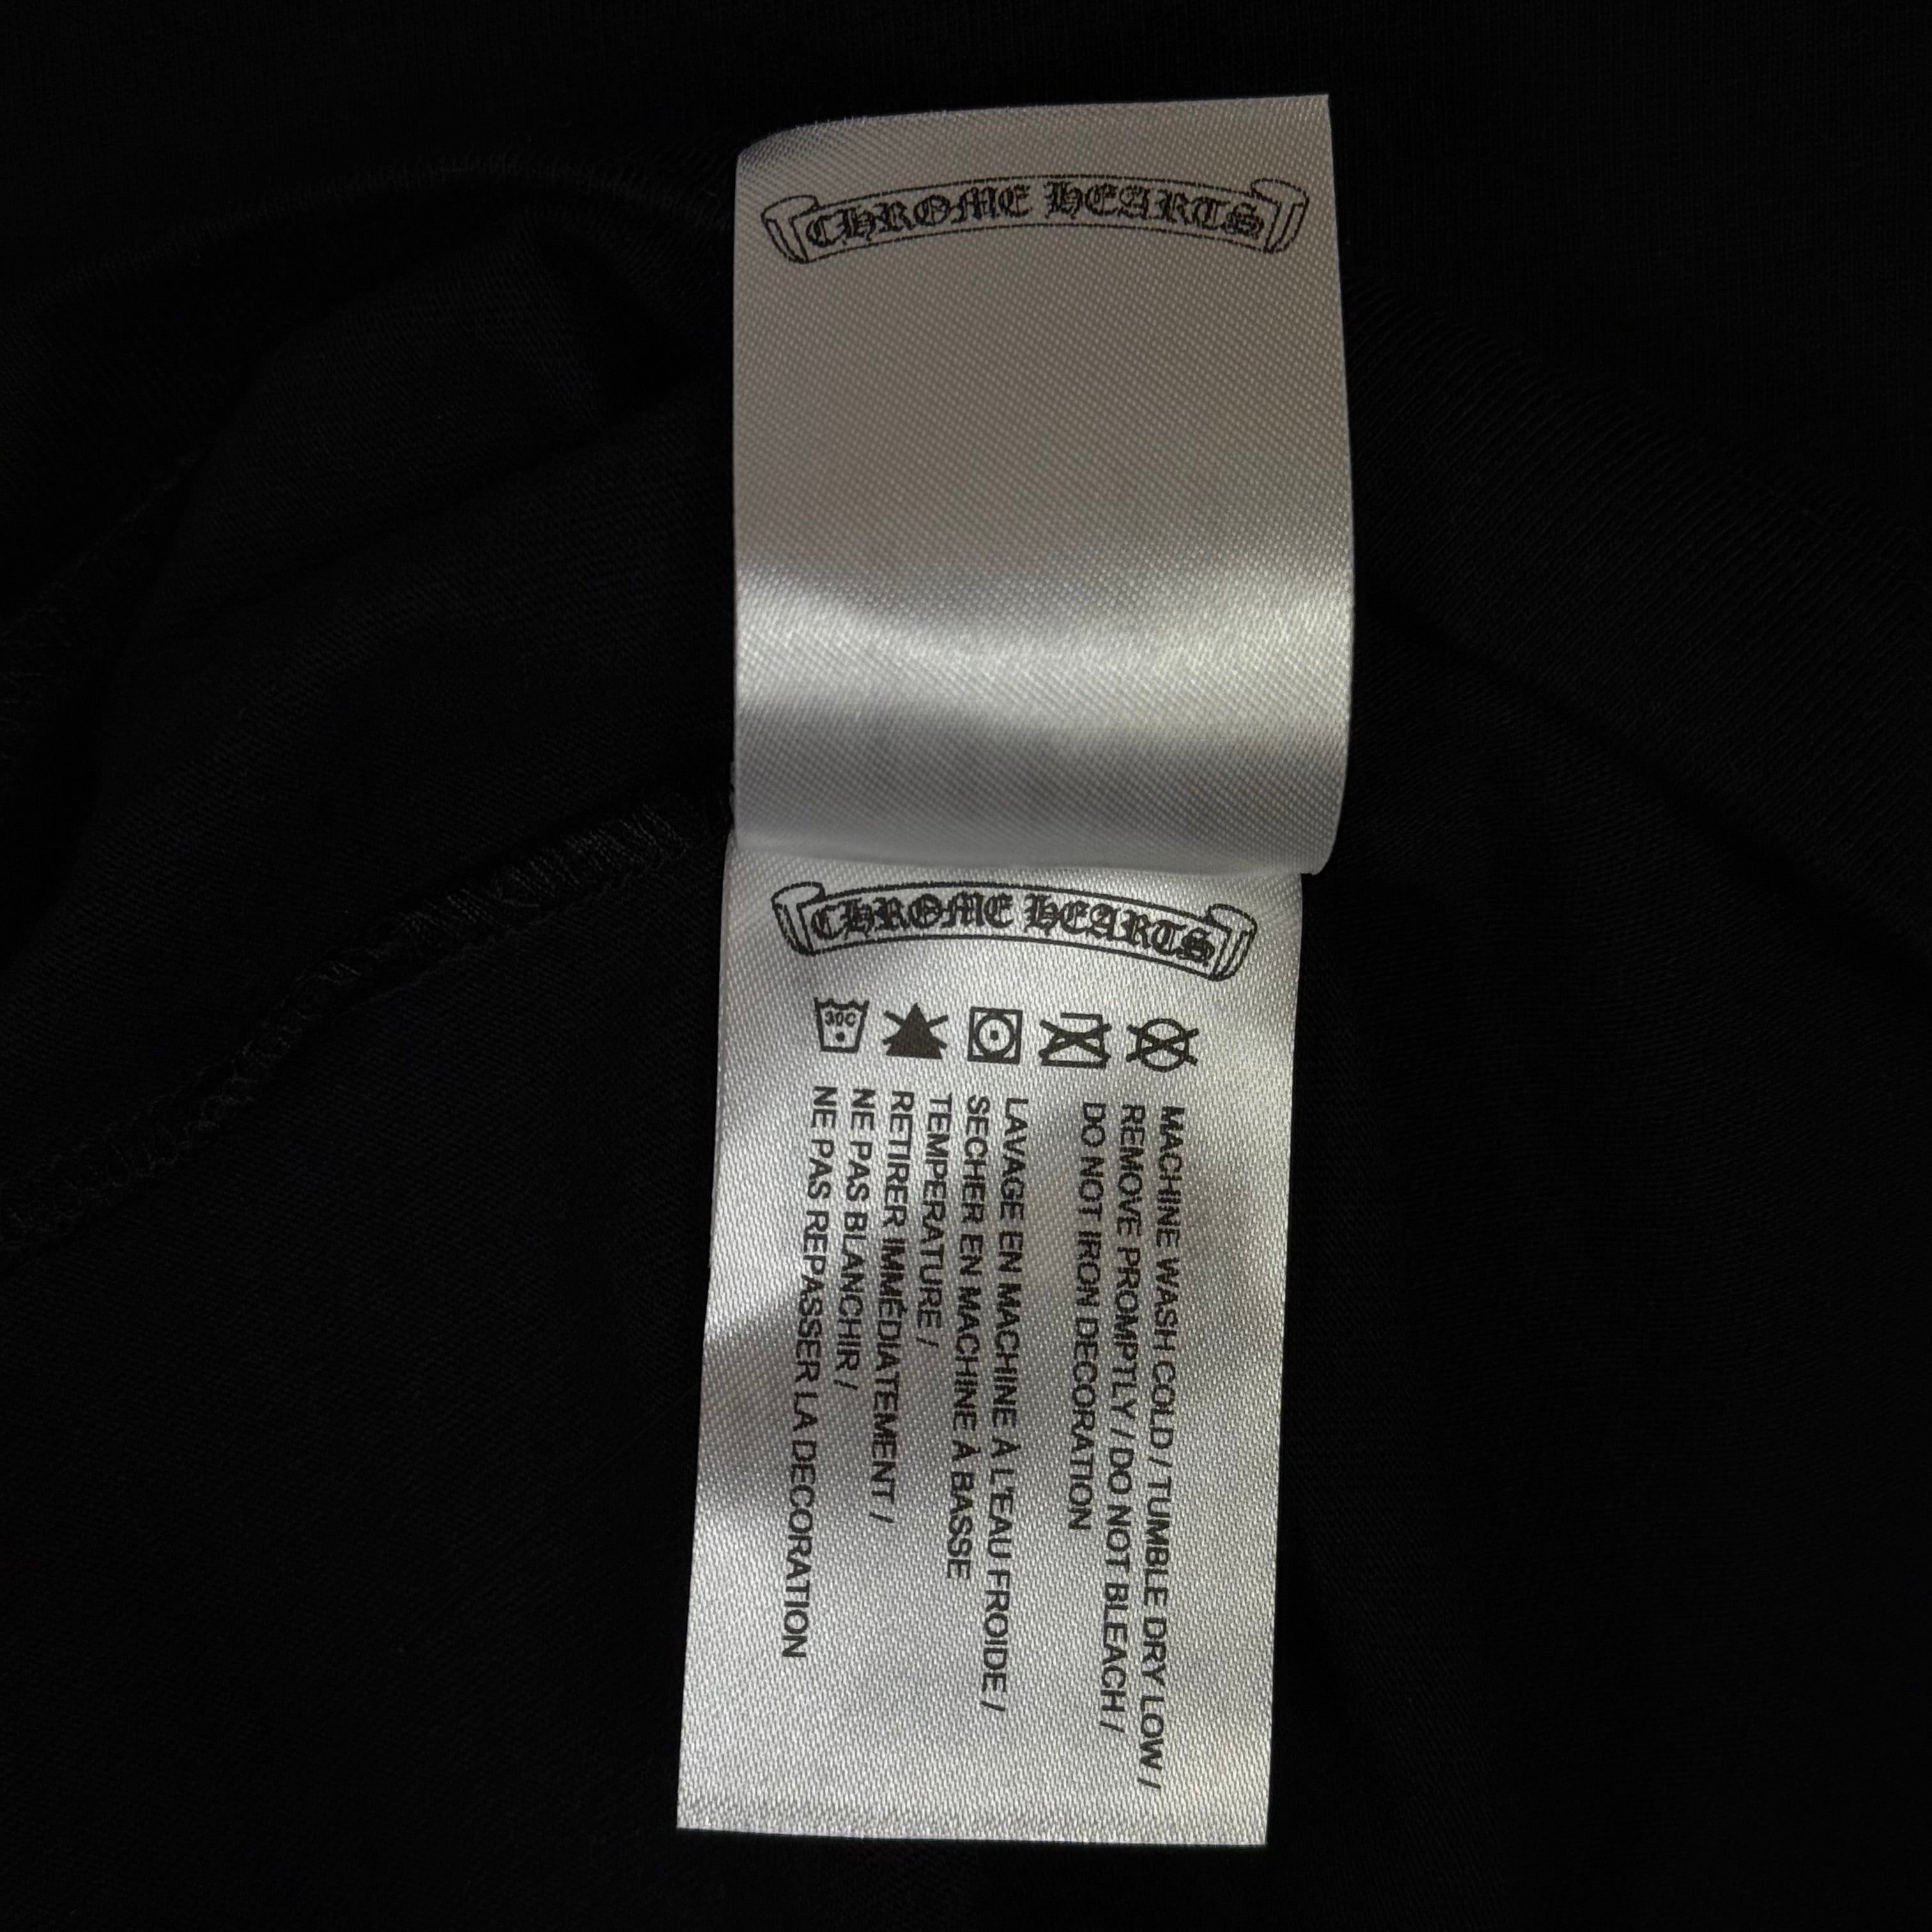 CHROME HEARTS
CHROME HEARTS
30C
MACHINE WASH COLD / TUMBLE DRY LOW /
REMOVE PROMPTLY / DO NOT BLEACH /
DO NOT IRON DECORATION
LAVAGE EN MACHINE À L'EAU FROIDE /
SECHER EN MACHINE À BASSE
TEMPERATURE /
RETIRER IMMÉDIATEMENT /
NE PAS BLANCHIR /
NE PAS REPASSER LA DECORATION